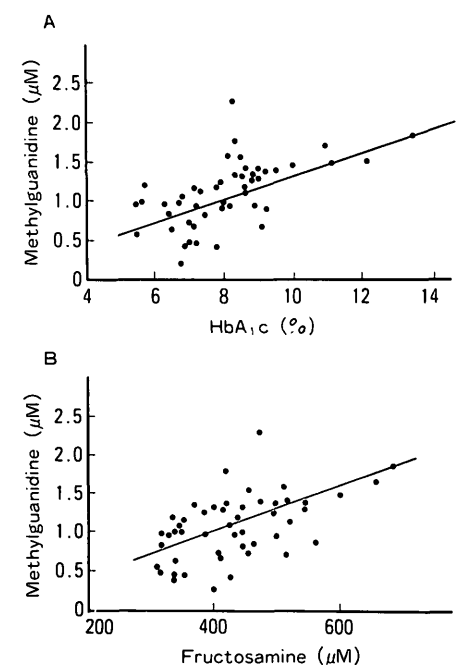 A
Methylguanidine (μM)
2.5
2.0
1.5
1.0
0.5
0
4 6 8 10 12 14
HbA₁c (%)
B
Methylguanidine (μM)
2.5
2.0
1.5
1.0
0.5
0
200 400 600
Fructosamine (μM)